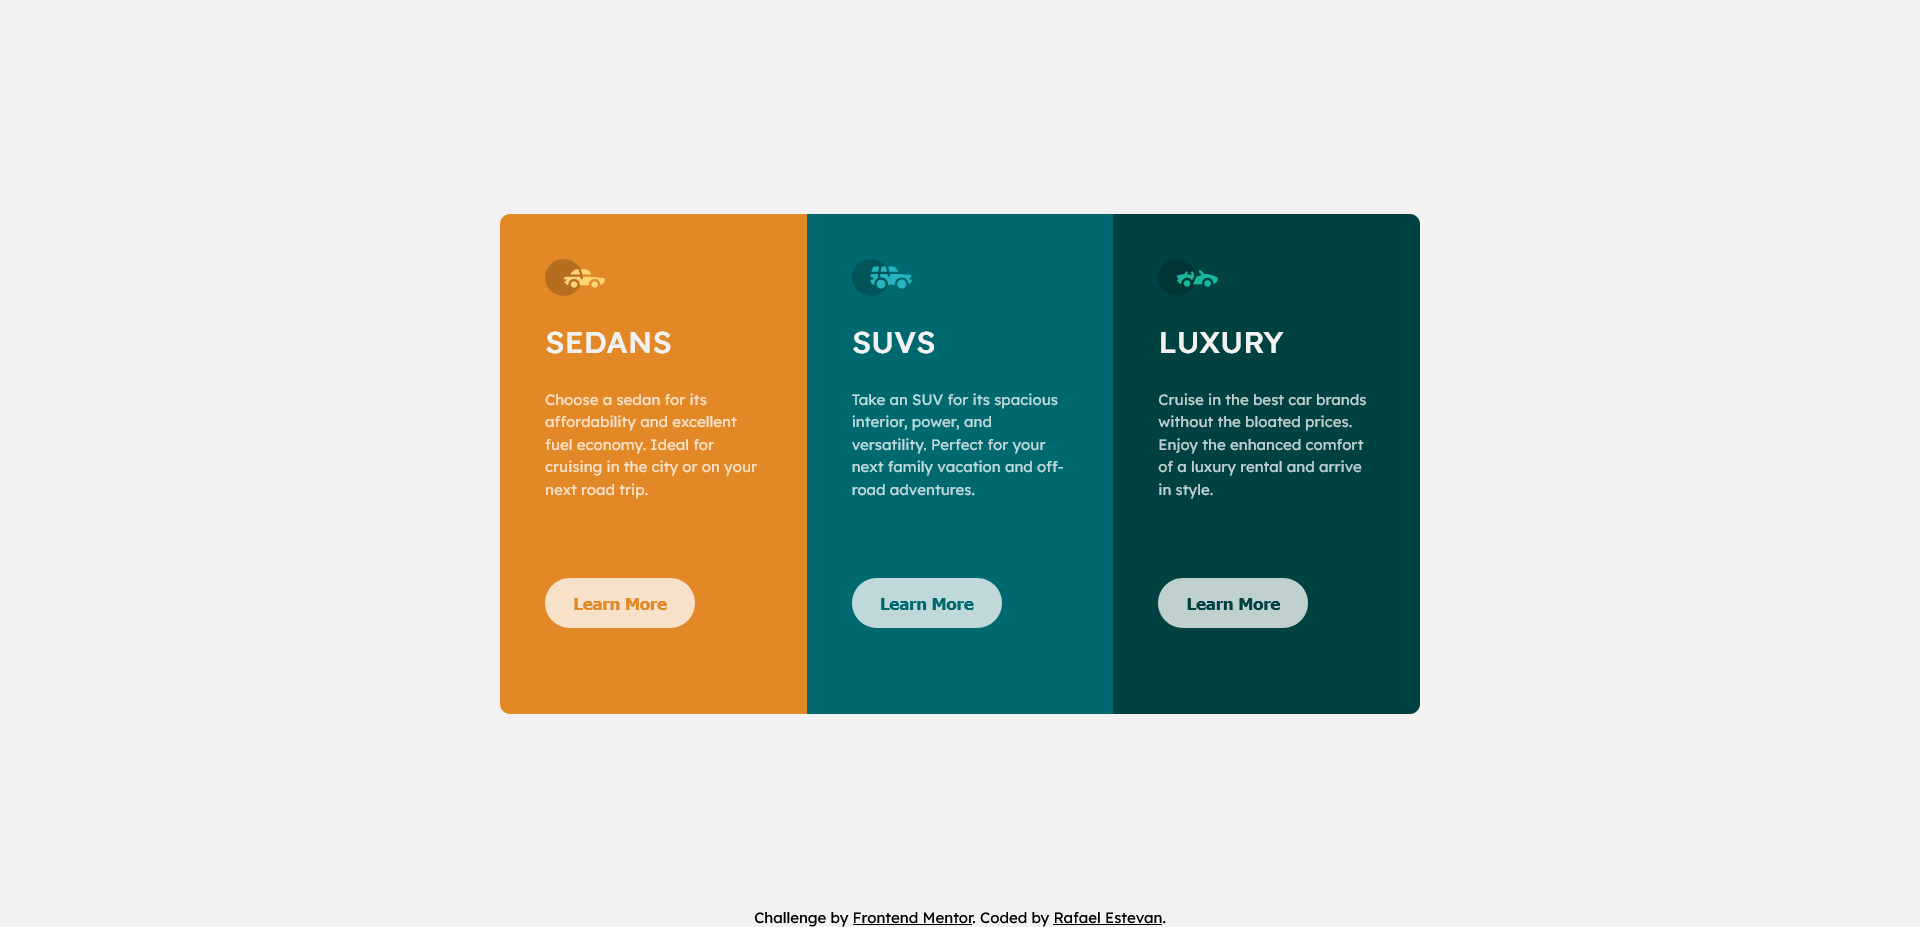 SEDANS
Choose a sedan for its
affordability and excellent
fuel economy. Ideal for
cruising in the city or on your
next road trip.
Learn More
SUVS
Take an SUV for its spacious
interior, power, and
versatility. Perfect for your
next family vacation and off-
road adventures.
Learn More
LUXURY
Cruise in the best car brands
without the bloated prices.
Enjoy the enhanced comfort
of a luxury rental and arrive
in style.
Learn More
Challenge by Frontend Mentor. Coded by Rafael Estevan.